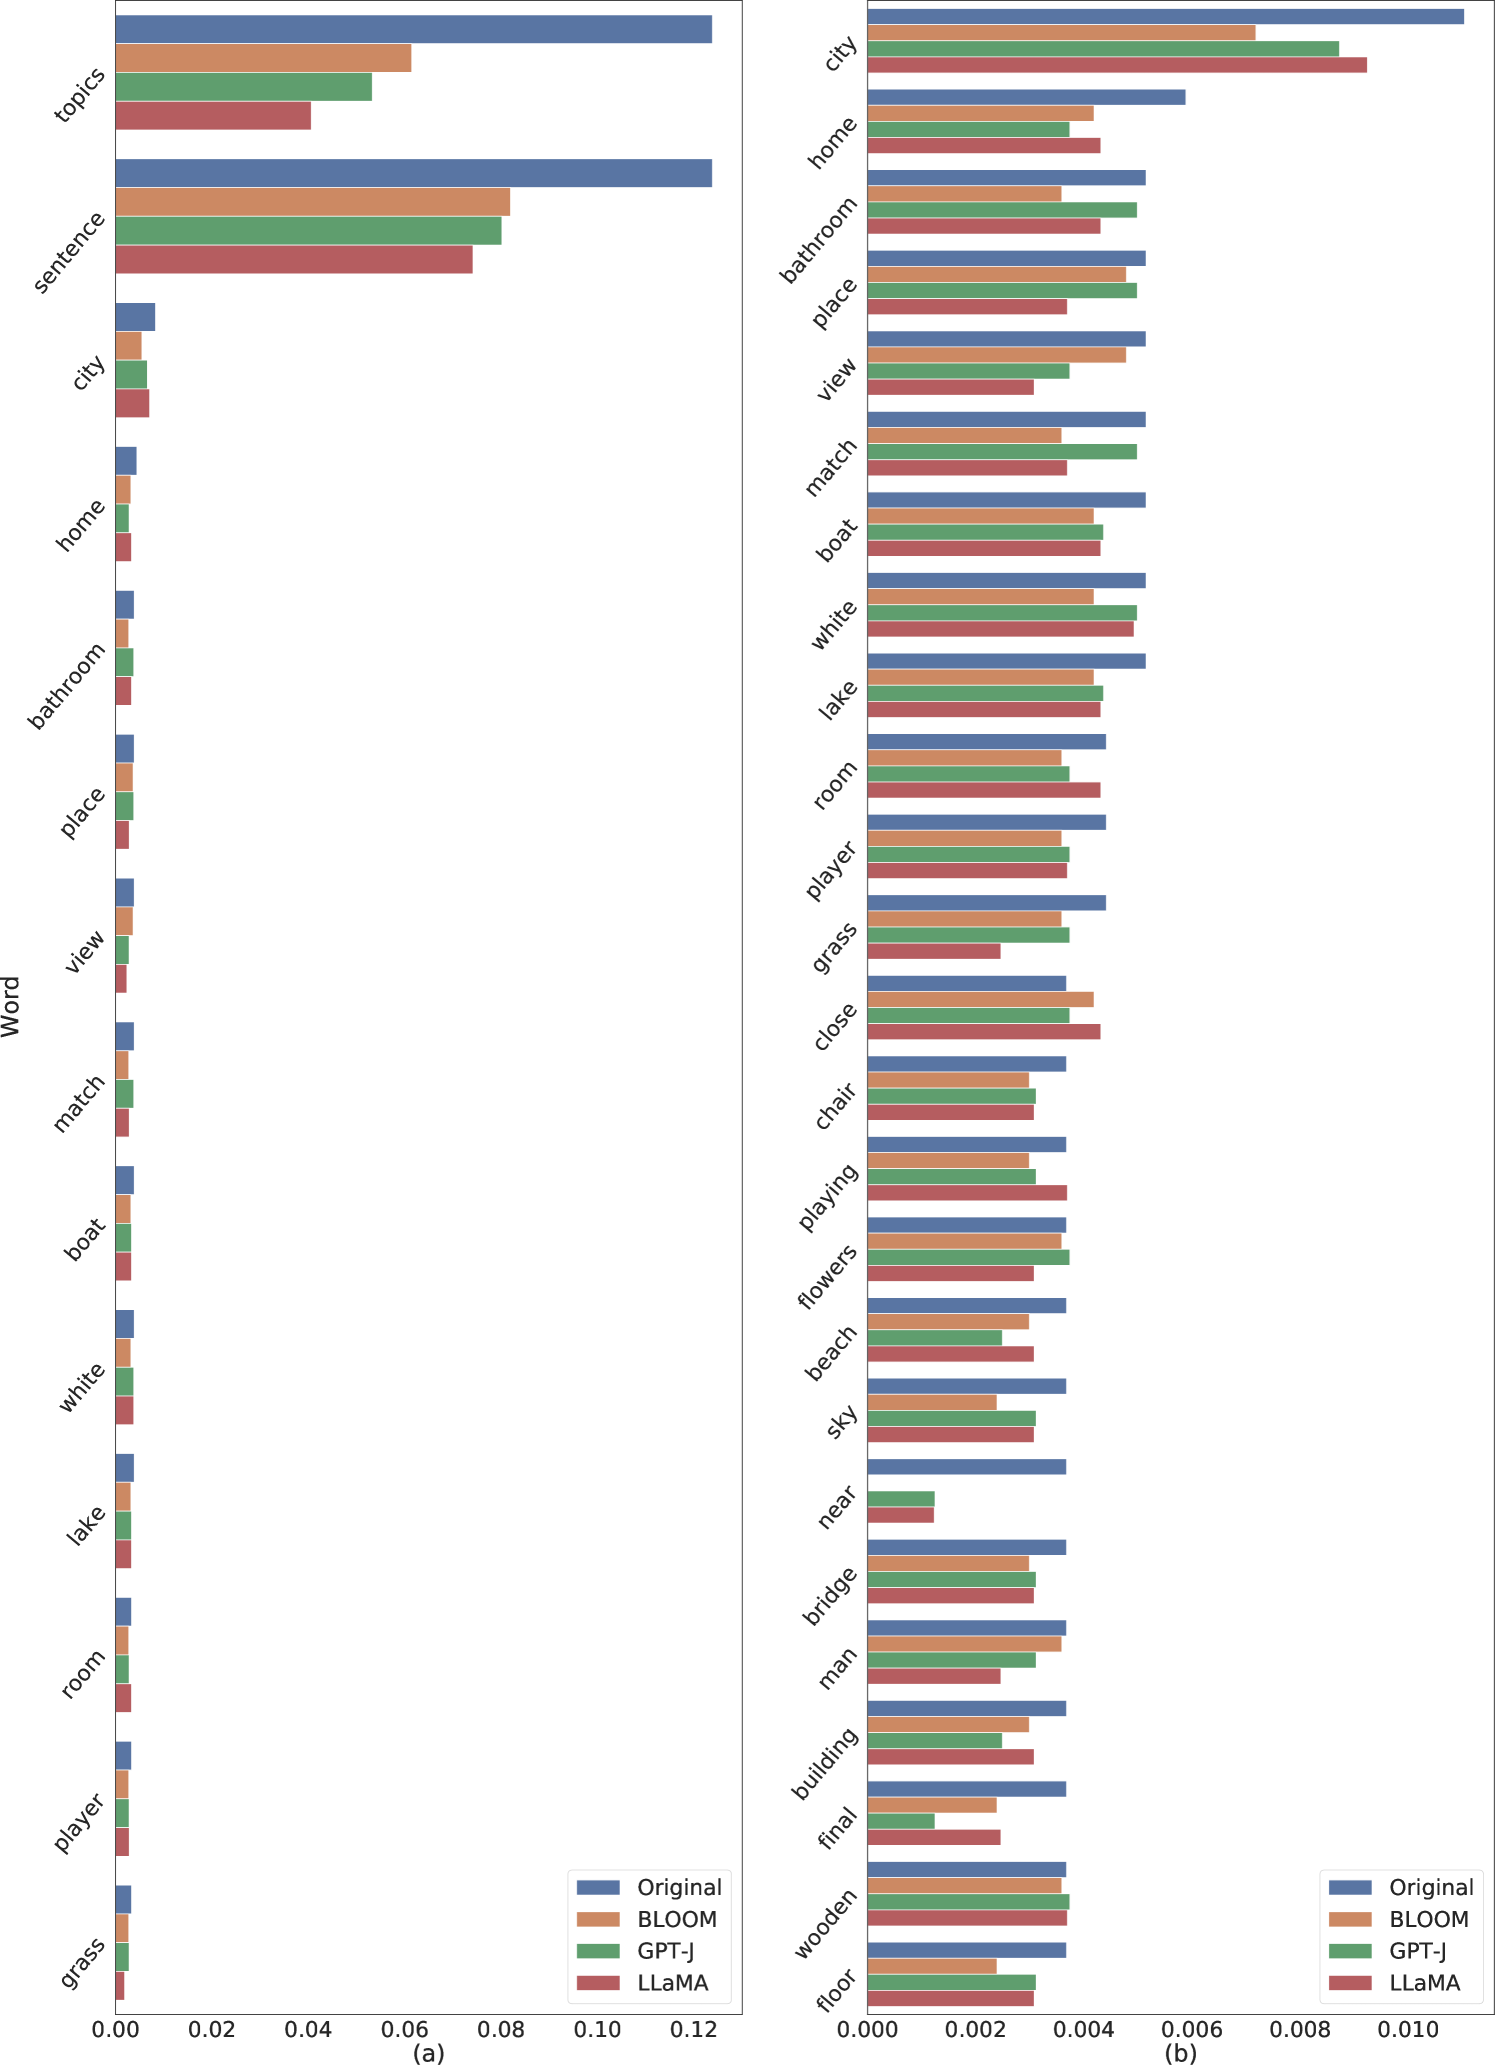 Word
topics
sentence
city
home
bathroom
place
view
match
boat
white
lake
room
player
grass
Original
BLOOM
GPT-J
LLaMA
0.00 0.02 0.04 0.06 0.08 0.10 0.12
(a)
city
home
bathroom
place
view
match
boat
white
lake
room
player
grass
close
chair
playing
flowers
beach
sky
near
bridge
man
building
final
wooden
floor
Original
BLOOM
GPT-J
LLaMA
0.000 0.002 0.004 0.006 0.008 0.010
(b)